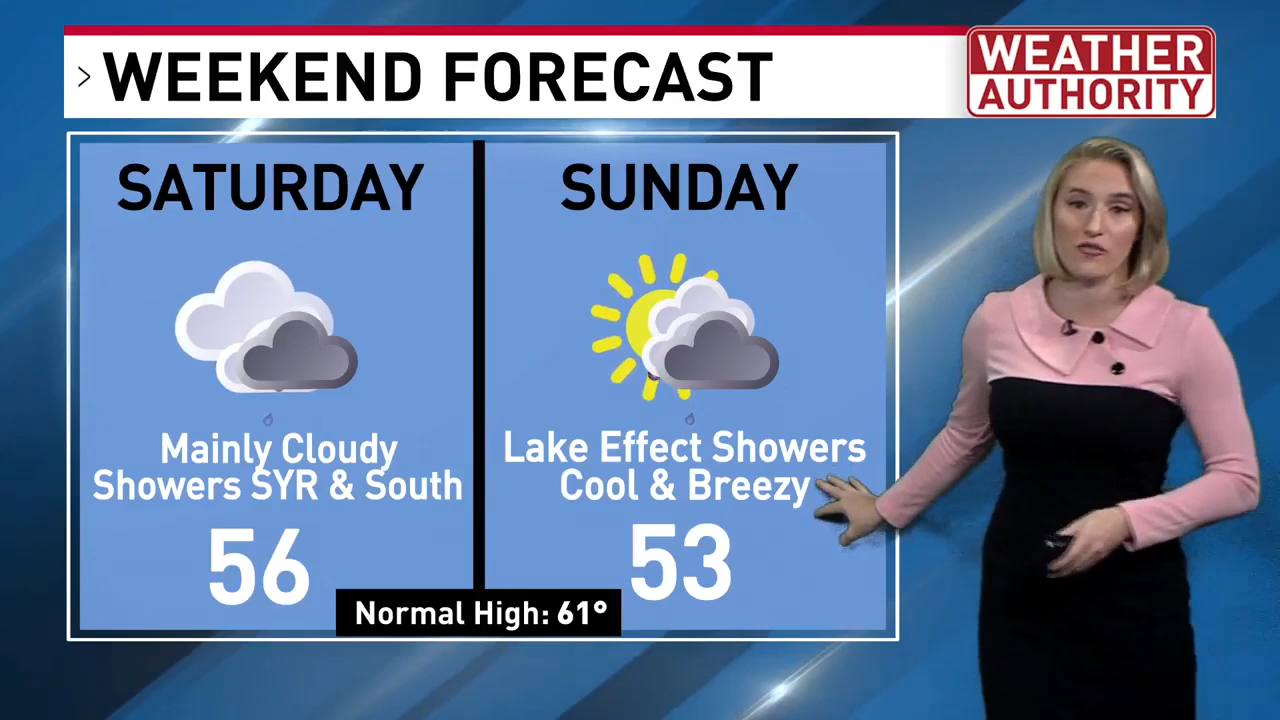 WEEKEND FORECAST
WEATHER
AUTHORITY
SATURDAY
Mainly Cloudy
Showers SYR & South
56
SUNDAY
Lake Effect Showers
Cool & Breezy
53
Normal High: 61°